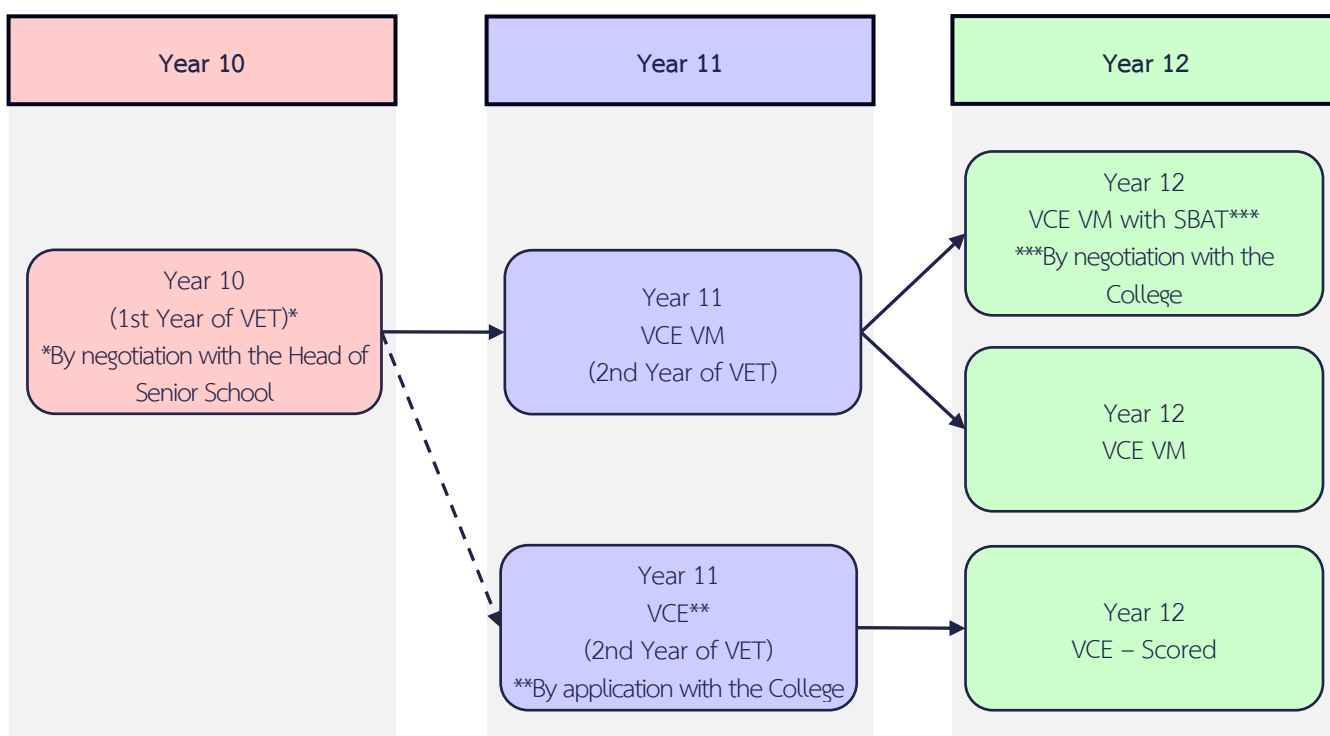 Year 10
Year 11
Year 12
Year 10
(1st Year of VET)*
*By negotiation with the Head of
Senior School
Year 11
VCE VM
(2nd Year of VET)
Year 11
VCE**
(2nd Year of VET)
**By application with the College
Year 12
VCE VM with SBAT***
***By negotiation with the
College
Year 12
VCE VM
Year 12
VCE – Scored